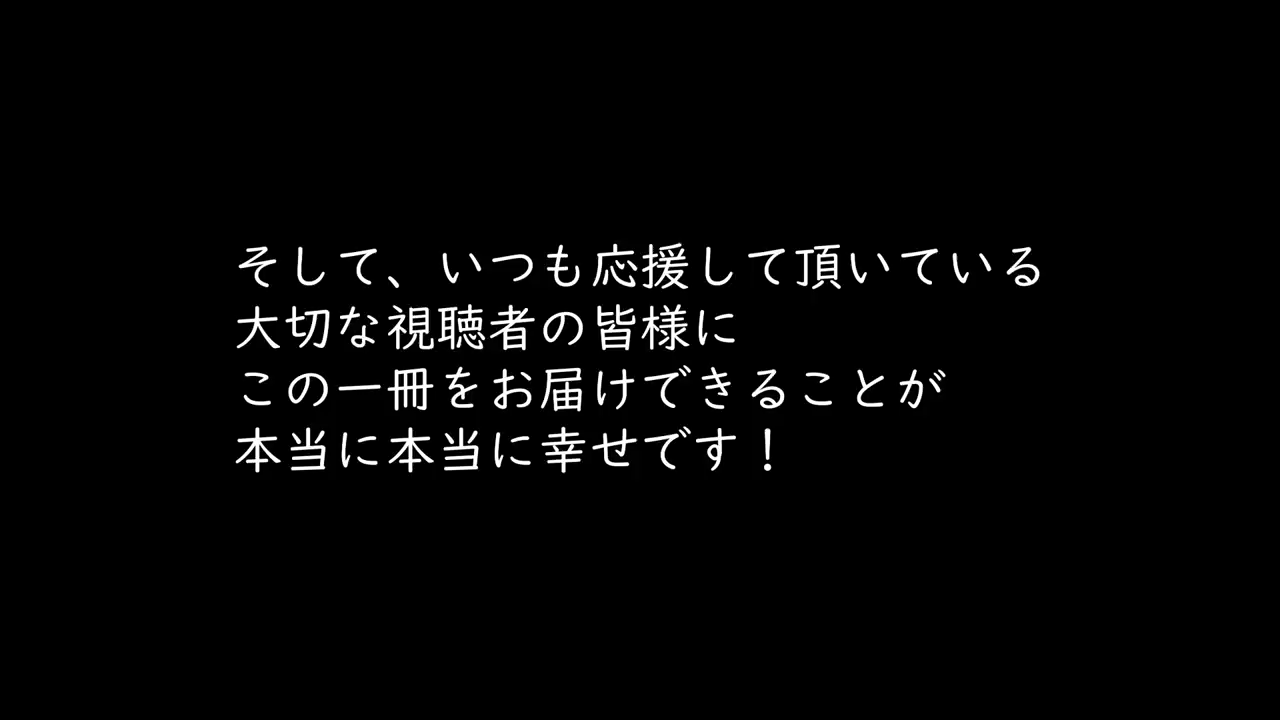 そして、いつも応援して頂いている
大切な視聴者の皆様に
この一冊をお届けできることが
本当に本当に幸せです！